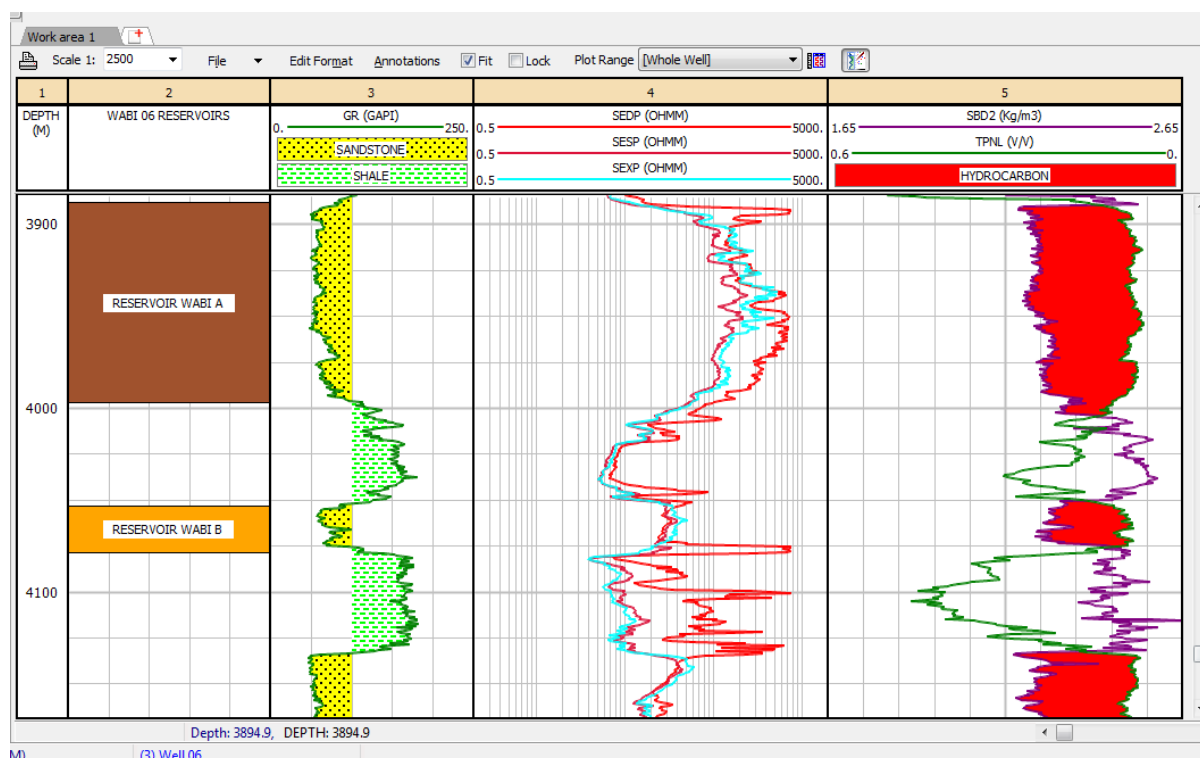 Work area 1
Scale 1: 2500 File Edit Format Annotations Fit Lock Plot Range [Whole Well]
1 2 3 4 5
DEPTH (M)
WABI 06 RESERVOIRS
GR (GAPI)
0. 250.
SANDSTONE
SHALE
SEDP (OHMM)
0.5 5000.
SESP (OHMM)
0.5 5000.
SEXP (OHMM)
0.5 5000.
SBD2 (Kg/m3)
1.65 2.65
TPNL (V/V)
0.6 0.
HYDROCARBON
3900
RESERVOIR WABI A
4000
RESERVOIR WABI B
4100
Depth: 3894.9, DEPTH: 3894.9
M) (3) Well 06